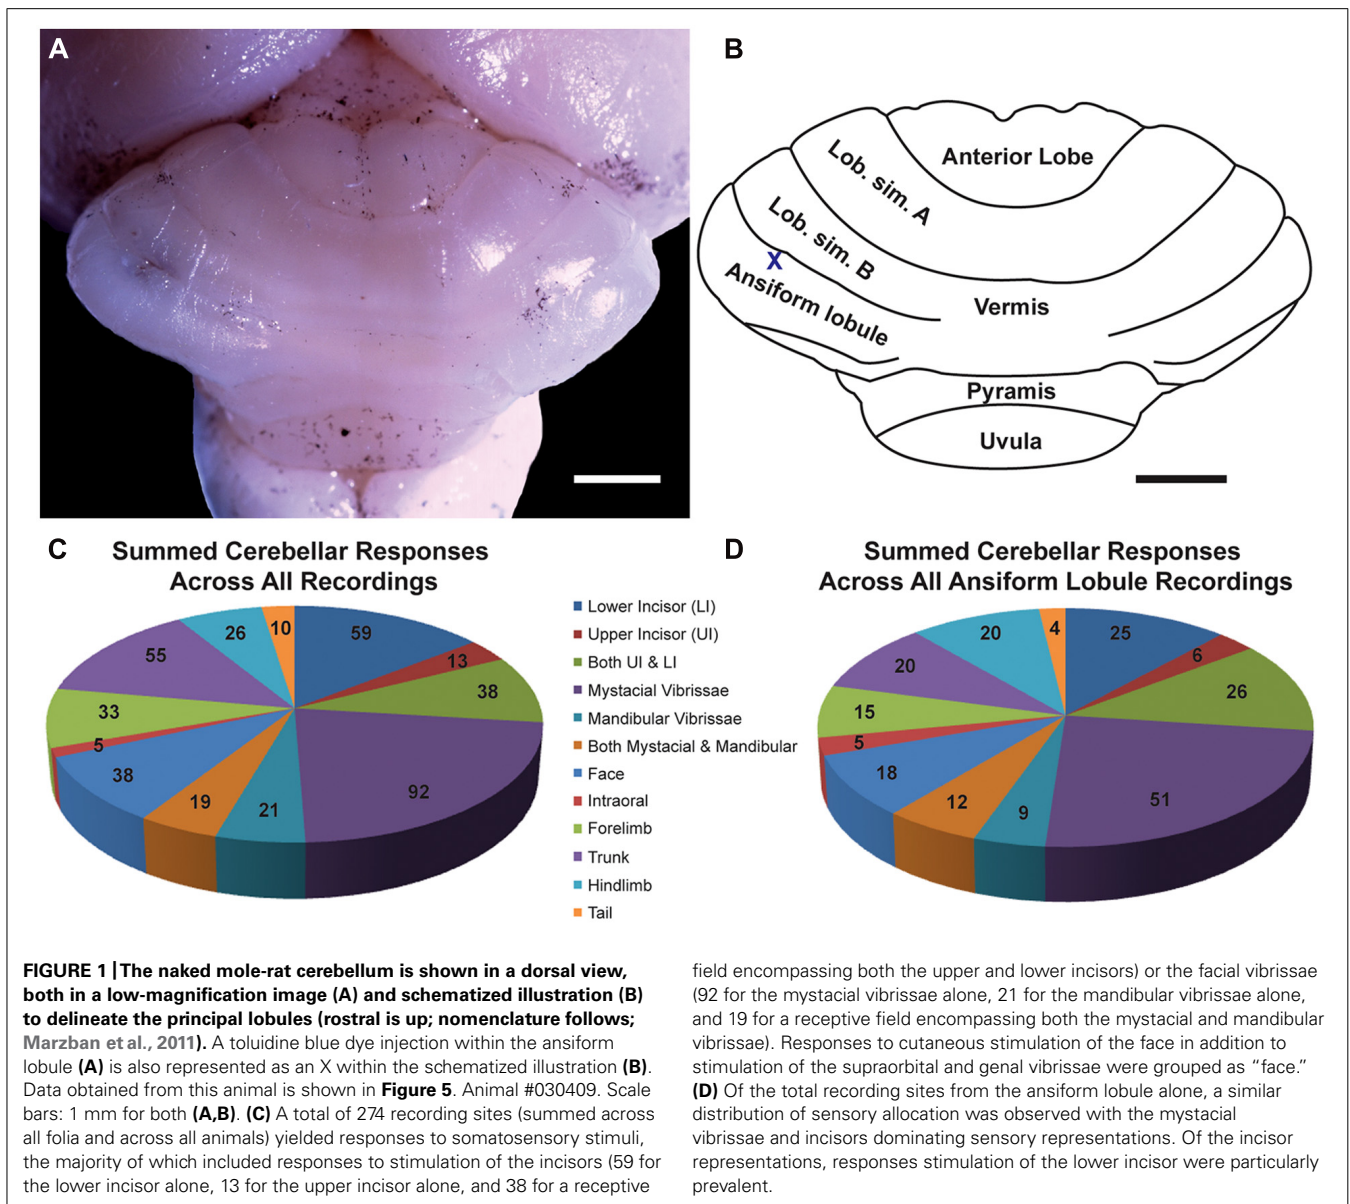 A
B
Anterior Lobe
Lob. sim. A
Lob. sim. B
X
Ansiform lobule
Vermis
Pyramis
Uvula
C
Summed Cerebellar Responses
Across All Recordings
59
13
38
92
21
19
38
5
33
55
26
10
Lower Incisor (LI)
Upper Incisor (UI)
Both UI & LI
Mystacial Vibrissae
Mandibular Vibrissae
Both Mystacial & Mandibular
Face
Intraoral
Forelimb
Trunk
Hindlimb
Tail
D
Summed Cerebellar Responses
Across All Ansiform Lobule Recordings
25
6
26
51
9
12
18
5
15
20
20
4
FIGURE 1 | The naked mole-rat cerebellum is shown in a dorsal view,
both in a low-magnification image (A) and schematized illustration (B)
to delineate the principal lobules (rostral is up; nomenclature follows;
Marzban et al., 2011). A toluidine blue dye injection within the ansiform
lobule (A) is also represented as an X within the schematized illustration (B).
Data obtained from this animal is shown in Figure 5. Animal #030409. Scale
bars: 1 mm for both (A,B). (C) A total of 274 recording sites (summed across
all folia and across all animals) yielded responses to somatosensory stimuli,
the majority of which included responses to stimulation of the incisors (59 for
the lower incisor alone, 13 for the upper incisor alone, and 38 for a receptive
field encompassing both the upper and lower incisors) or the facial vibrissae
(92 for the mystacial vibrissae alone, 21 for the mandibular vibrissae alone,
and 19 for a receptive field encompassing both the mystacial and mandibular
vibrissae). Responses to cutaneous stimulation of the face in addition to
stimulation of the supraorbital and genal vibrissae were grouped as “face.”
(D) Of the total recording sites from the ansiform lobule alone, a similar
distribution of sensory allocation was observed with the mystacial
vibrissae and incisors dominating sensory representations. Of the incisor
representations, responses stimulation of the lower incisor were particularly
prevalent.